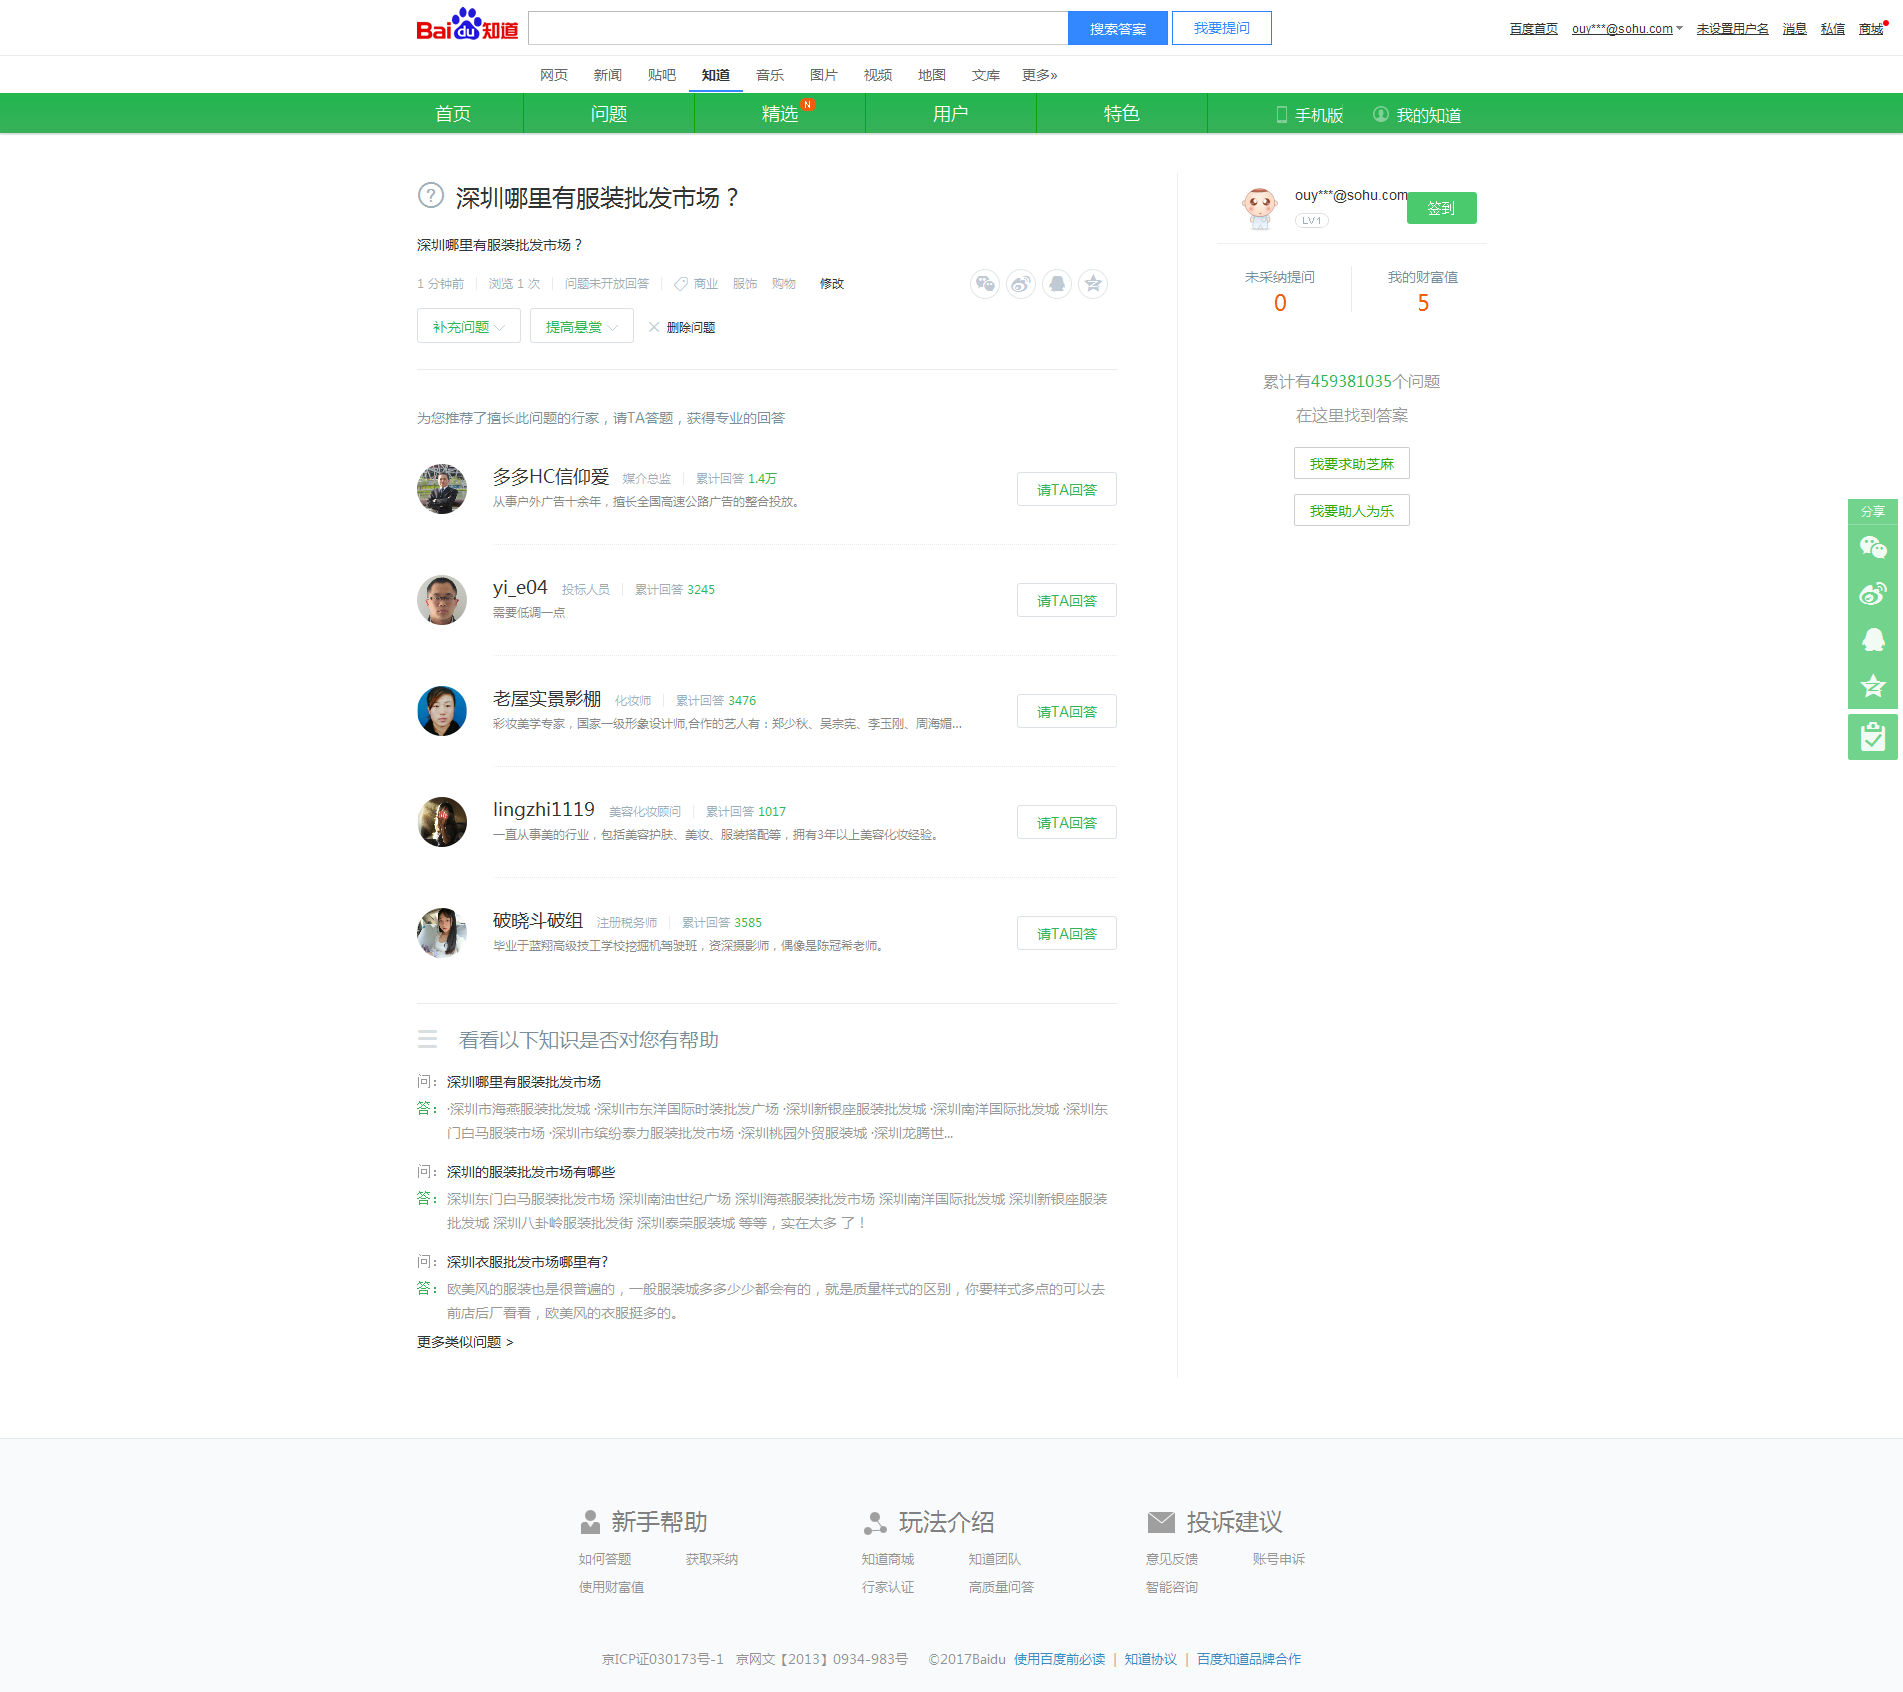 Bai du 知道
搜索答案 我要提问
百度首页 ouy***@sohu.com 未设置用户名 消息 私信 商城
网页 新闻 贴吧 知道 音乐 图片 视频 地图 文库 更多»
首页 问题 精选 N 用户 特色 手机版 我的知道
? 深圳哪里有服装批发市场？
深圳哪里有服装批发市场？
1 分钟前 浏览 1 次 问题未开放回答 商业 服饰 购物 修改
补充问题 提高悬赏 删除问题
为您推荐了擅长此问题的行家，请TA答题，获得专业的回答
多多HC信仰爱 媒介总监 累计回答 1.4万
从事户外广告十余年，擅长全国高速公路广告的整合投放。
请TA回答
yi_e04 投标人员 累计回答 3245
需要低调一点
请TA回答
老屋实景影棚 化妆师 累计回答 3476
彩妆美学专家，国家一级形象设计师,合作的艺人有：郑少秋、吴宗宪、李玉刚、周海媚...
请TA回答
lingzhi1119 美容化妆顾问 累计回答 1017
一直从事美的行业，包括美容护肤、美妆、服装搭配等，拥有3年以上美容化妆经验。
请TA回答
破晓斗破组 注册税务师 累计回答 3585
毕业于蓝翔高级技工学校挖掘机驾驶班，资深摄影师，偶像是陈冠希老师。
请TA回答
看看以下知识是否对您有帮助
问： 深圳哪里有服装批发市场
答： ·深圳市海燕服装批发城 ·深圳市东洋国际时装批发广场 ·深圳新银座服装批发城 ·深圳南洋国际批发城 ·深圳东
门白马服装市场 ·深圳市缤纷泰力服装批发市场 ·深圳桃园外贸服装城 ·深圳龙腾世...
问： 深圳的服装批发市场有哪些
答： 深圳东门白马服装批发市场 深圳南油世纪广场 深圳海燕服装批发市场 深圳南洋国际批发城 深圳新银座服装
批发城 深圳八卦岭服装批发街 深圳泰荣服装城 等等，实在太多 了！
问： 深圳衣服批发市场哪里有?
答： 欧美风的服装也是很普遍的，一般服装城多多少少都会有的，就是质量样式的区别，你要样式多点的可以去
前店后厂看看，欧美风的衣服挺多的。
更多类似问题 >
ouy***@sohu.com
LV1
签到
未采纳提问 我的财富值
0 5
累计有459381035个问题
在这里找到答案
我要求助芝麻
我要助人为乐
分享
新手帮助 玩法介绍 投诉建议
如何答题 获取采纳 知道商城 知道团队 意见反馈 账号申诉
使用财富值 行家认证 高质量问答 智能咨询
京ICP证030173号-1 京网文【2013】0934-983号 ©2017Baidu 使用百度前必读 | 知道协议 | 百度知道品牌合作